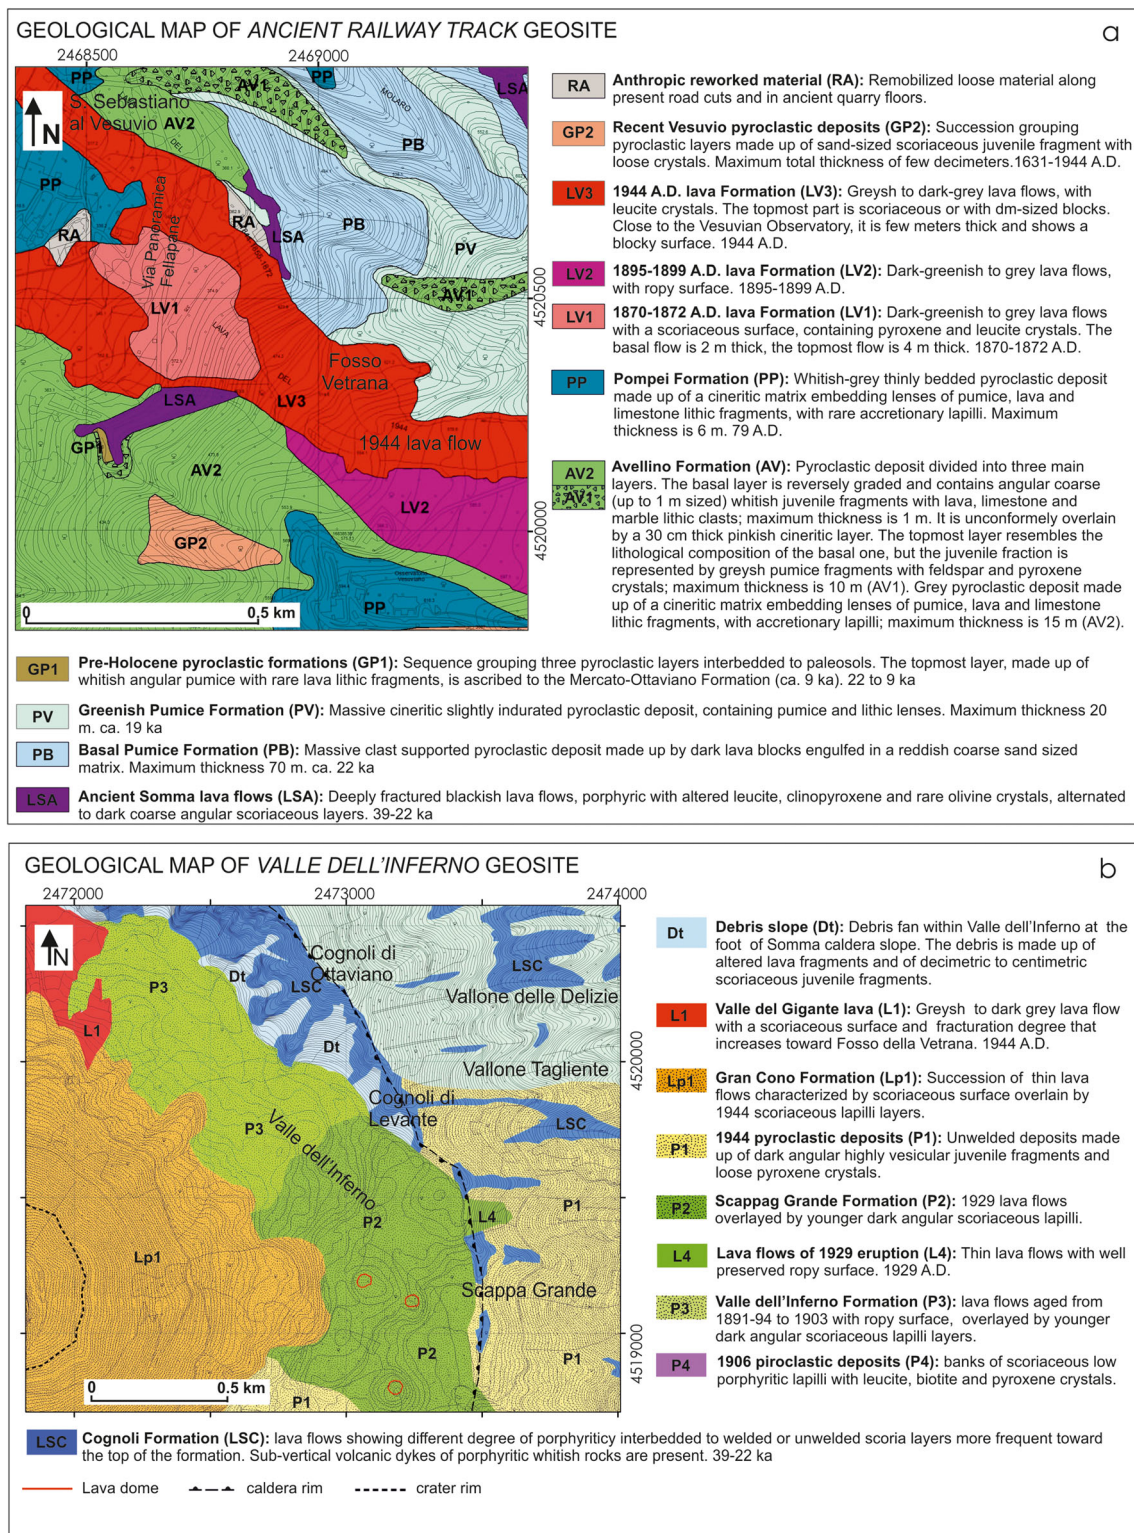 GEOLOGICAL MAP OF ANCIENT RAILWAY TRACK GEOSITE
a
2468500
2469000
PP
AV1
PP
LSA
N
S. Sebastiano
al Vesuvio
AV2
MOLARO
PB
DEL
PP
RA
RA
PB
LSA
PV
Via Panoramica
Fellapane
LV1
LAVA
AV1
4520500
Fosso
Vetrana
LSA
DEL
LV3
1944
1944 lava flow
GP1
AV2
LV2
GP2
4520000
PP
0
0.5 km
RA
Anthropic reworked material (RA): Remobilized loose material along
present road cuts and in ancient quarry floors.
GP2
Recent Vesuvio pyroclastic deposits (GP2): Succession grouping
pyroclastic layers made up of sand-sized scoriaceous juvenile fragment with
loose crystals. Maximum total thickness of few decimeters.1631-1944 A.D.
LV3
1944 A.D. lava Formation (LV3): Greysh to dark-grey lava flows, with
leucite crystals. The topmost part is scoriaceous or with dm-sized blocks.
Close to the Vesuvian Observatory, it is few meters thick and shows a
blocky surface. 1944 A.D.
LV2
1895-1899 A.D. lava Formation (LV2): Dark-greenish to grey lava flows,
with ropy surface. 1895-1899 A.D.
LV1
1870-1872 A.D. lava Formation (LV1): Dark-greenish to grey lava flows
with a scoriaceous surface, containing pyroxene and leucite crystals. The
basal flow is 2 m thick, the topmost flow is 4 m thick. 1870-1872 A.D.
PP
Pompei Formation (PP): Whitish-grey thinly bedded pyroclastic deposit
made up of a cineritic matrix embedding lenses of pumice, lava and
limestone lithic fragments, with rare accretionary lapilli. Maximum
thickness is 6 m. 79 A.D.
AV2
AV1
Avellino Formation (AV): Pyroclastic deposit divided into three main
layers. The basal layer is reversely graded and contains angular coarse
(up to 1 m sized) whitish juvenile fragments with lava, limestone and
marble lithic clasts; maximum thickness is 1 m. It is unconformely overlain
by a 30 cm thick pinkish cineritic layer. The topmost layer resembles the
lithological composition of the basal one, but the juvenile fraction is
represented by greysh pumice fragments with feldspar and pyroxene
crystals; maximum thickness is 10 m (AV1). Grey pyroclastic deposit made
up of a cineritic matrix embedding lenses of pumice, lava and limestone
lithic fragments, with accretionary lapilli; maximum thickness is 15 m (AV2).
GP1
Pre-Holocene pyroclastic formations (GP1): Sequence grouping three pyroclastic layers interbedded to paleosols. The topmost layer, made up of
whitish angular pumice with rare lava lithic fragments, is ascribed to the Mercato-Ottaviano Formation (ca. 9 ka). 22 to 9 ka
PV
Greenish Pumice Formation (PV): Massive cineritic slightly indurated pyroclastic deposit, containing pumice and lithic lenses. Maximum thickness 20
m. ca. 19 ka
PB
Basal Pumice Formation (PB): Massive clast supported pyroclastic deposit made up by dark lava blocks engulfed in a reddish coarse sand sized
matrix. Maximum thickness 70 m. ca. 22 ka
LSA
Ancient Somma lava flows (LSA): Deeply fractured blackish lava flows, porphyric with altered leucite, clinopyroxene and rare olivine crystals, alternated
to dark coarse angular scoriaceous layers. 39-22 ka
GEOLOGICAL MAP OF VALLE DELL'INFERNO GEOSITE
b
2472000
2473000
2474000
N
P3
Dt
LSC
Cognoli di
Ottaviano
LSC
Vallone delle Delizie
L1
Dt
Vallone Tagliente
4520000
Cognoli di
Levante
LSC
P3
Valle dell'Inferno
P2
L4
P1
Lp1
Scappa Grande
P2
P1
4519000
P1
0
0.5 km
Dt
Debris slope (Dt): Debris fan within Valle dell'Inferno at the
foot of Somma caldera slope. The debris is made up of
altered lava fragments and of decimetric to centimetric
scoriaceous juvenile fragments.
L1
Valle del Gigante lava (L1): Greysh to dark grey lava flow
with a scoriaceous surface and fracturation degree that
increases toward Fosso della Vetrana. 1944 A.D.
Lp1
Gran Cono Formation (Lp1): Succession of thin lava
flows characterized by scoriaceous surface overlain by
1944 scoriaceous lapilli layers.
P1
1944 pyroclastic deposits (P1): Unwelded deposits made
up of dark angular highly vesicular juvenile fragments and
loose pyroxene crystals.
P2
Scappag Grande Formation (P2): 1929 lava flows
overlayed by younger dark angular scoriaceous lapilli.
L4
Lava flows of 1929 eruption (L4): Thin lava flows with well
preserved ropy surface. 1929 A.D.
P3
Valle dell'Inferno Formation (P3): lava flows aged from
1891-94 to 1903 with ropy surface, overlayed by younger
dark angular scoriaceous lapilli layers.
P4
1906 piroclastic deposits (P4): banks of scoriaceous low
porphyritic lapilli with leucite, biotite and pyroxene crystals.
LSC
Cognoli Formation (LSC): lava flows showing different degree of porphyriticy interbedded to welded or unwelded scoria layers more frequent toward
the top of the formation. Sub-vertical volcanic dykes of porphyritic whitish rocks are present. 39-22 ka
Lava dome
caldera rim
crater rim